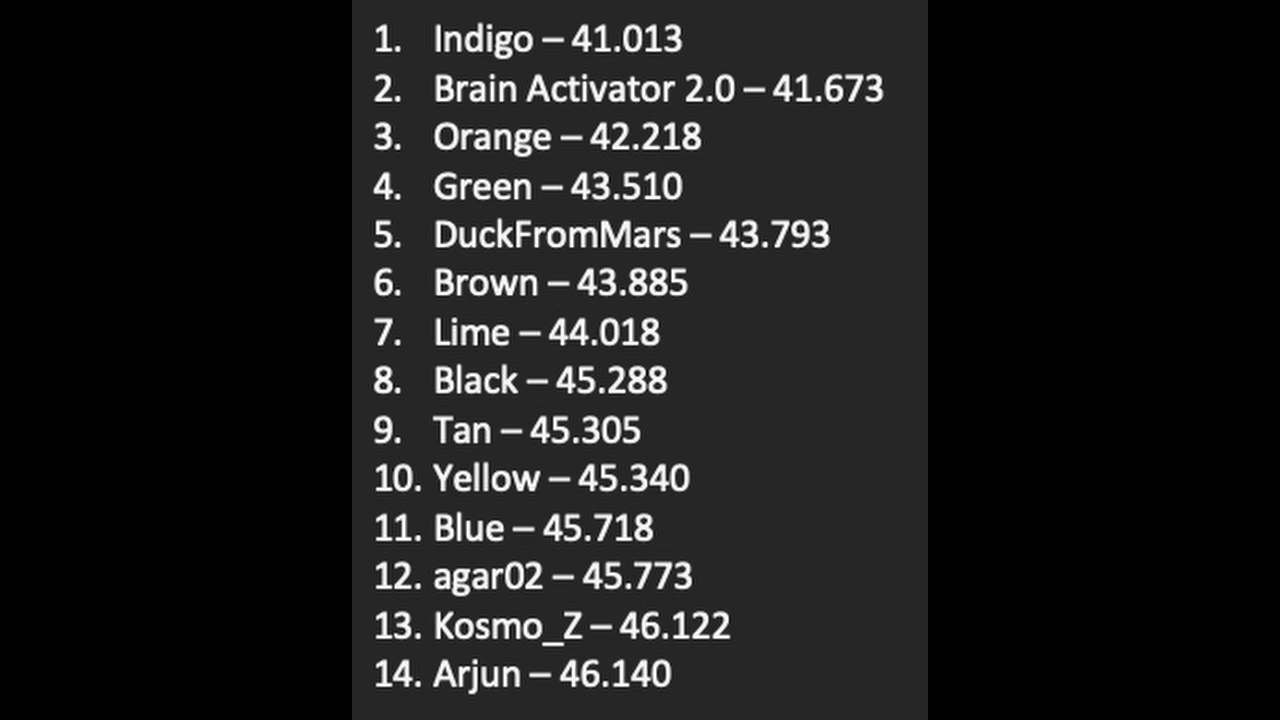 1. Indigo – 41.013
2. Brain Activator 2.0 – 41.673
3. Orange – 42.218
4. Green – 43.510
5. DuckFromMars – 43.793
6. Brown – 43.885
7. Lime – 44.018
8. Black – 45.288
9. Tan – 45.305
10. Yellow – 45.340
11. Blue – 45.718
12. agar02 – 45.773
13. Kosmo_Z – 46.122
14. Arjun – 46.140